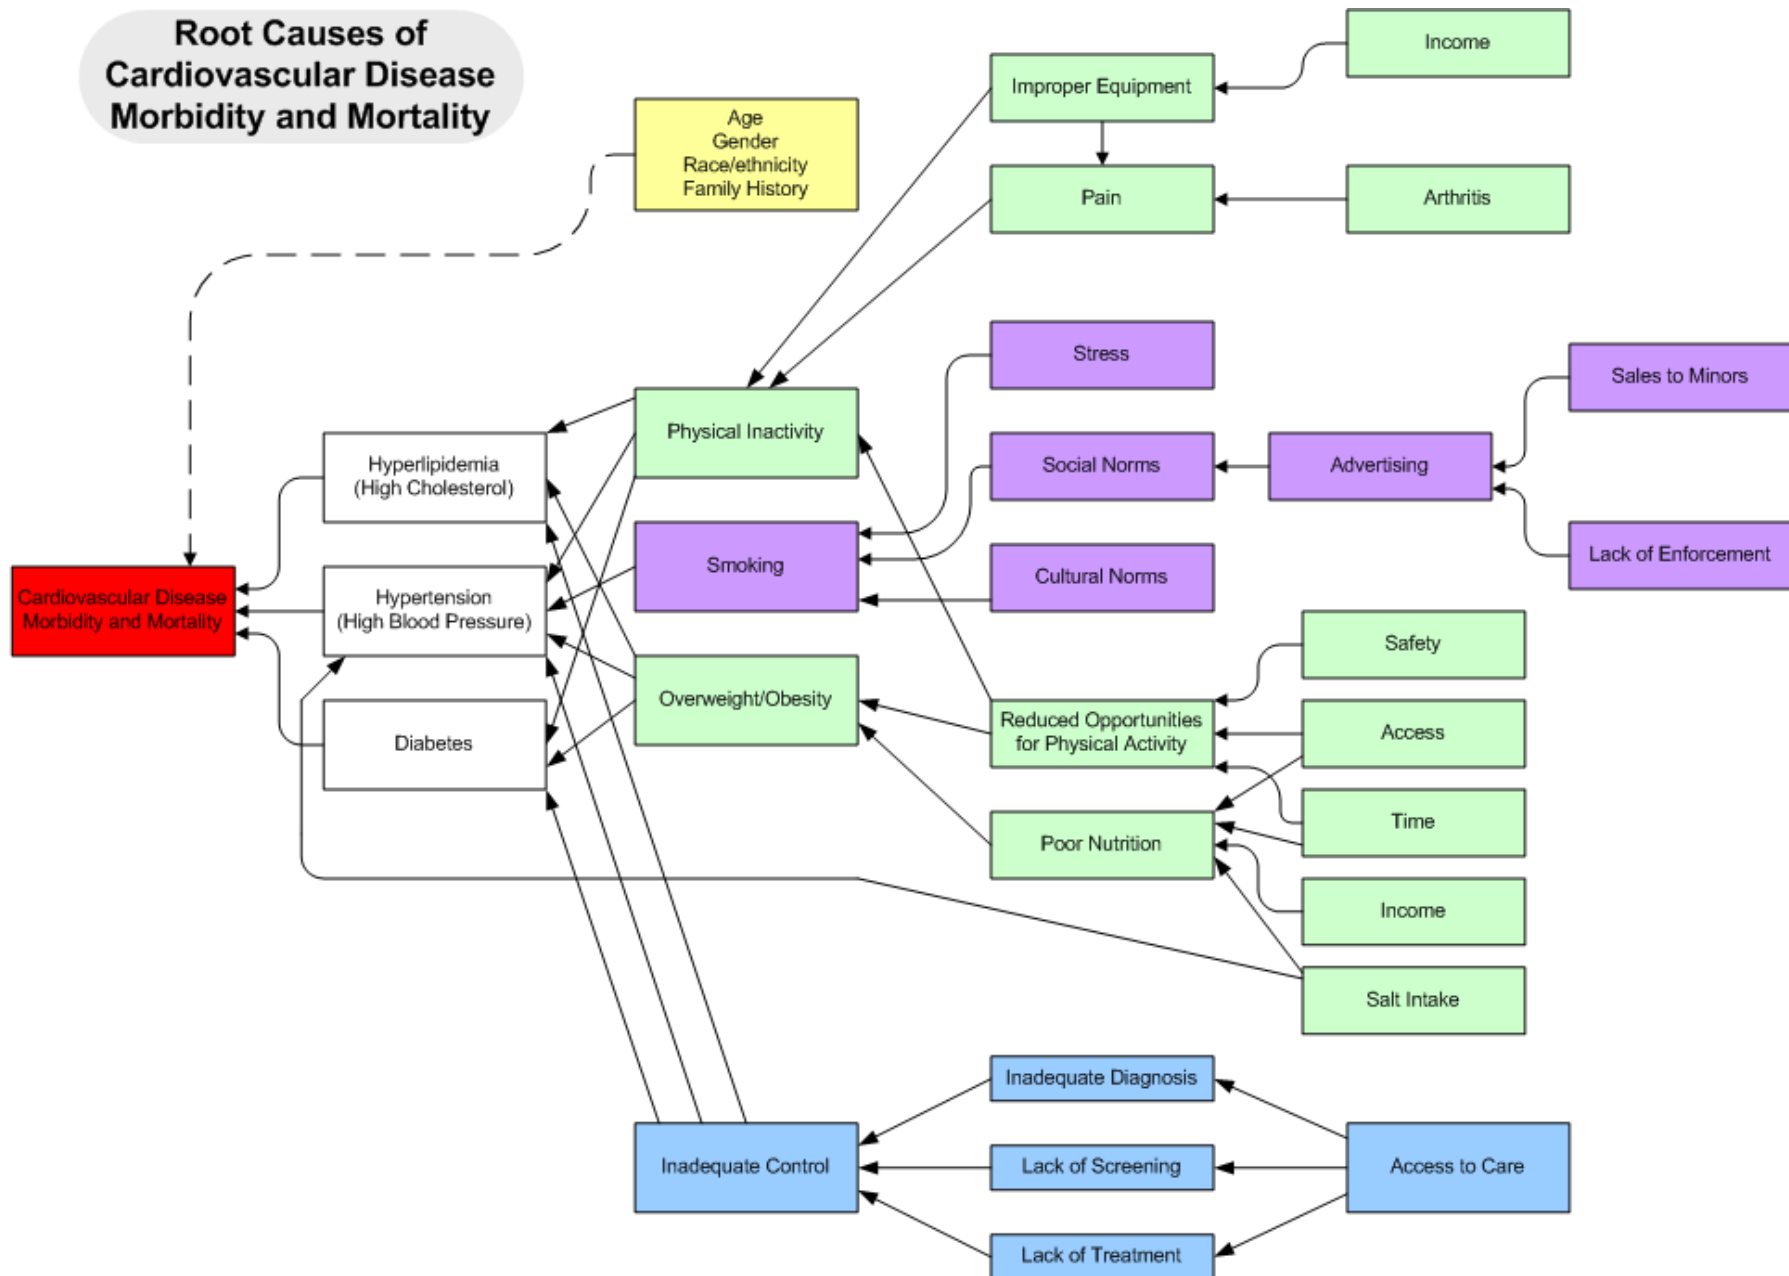 Root Causes of
Cardiovascular Disease
Morbidity and Mortality
Age
Gender
Race/ethnicity
Family History
Improper Equipment
Income
Pain
Arthritis
Stress
Sales to Minors
Physical Inactivity
Social Norms
Advertising
Hyperlipidemia
(High Cholesterol)
Smoking
Cultural Norms
Lack of Enforcement
Cardiovascular Disease
Morbidity and Mortality
Hypertension
(High Blood Pressure)
Safety
Overweight/Obesity
Reduced Opportunities
for Physical Activity
Access
Diabetes
Time
Poor Nutrition
Income
Salt Intake
Inadequate Diagnosis
Inadequate Control
Lack of Screening
Access to Care
Lack of Treatment